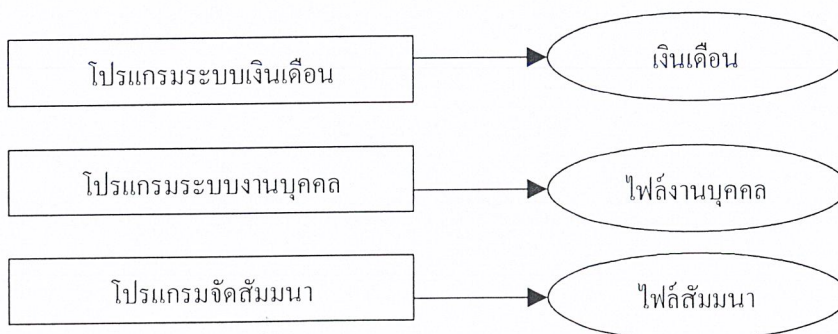 โปรแกรมระบบเงินเดือน
เงินเดือน
โปรแกรมระบบงานบุคคล
ไฟล์งานบุคคล
โปรแกรมจัดสัมมนา
ไฟล์สัมมนา